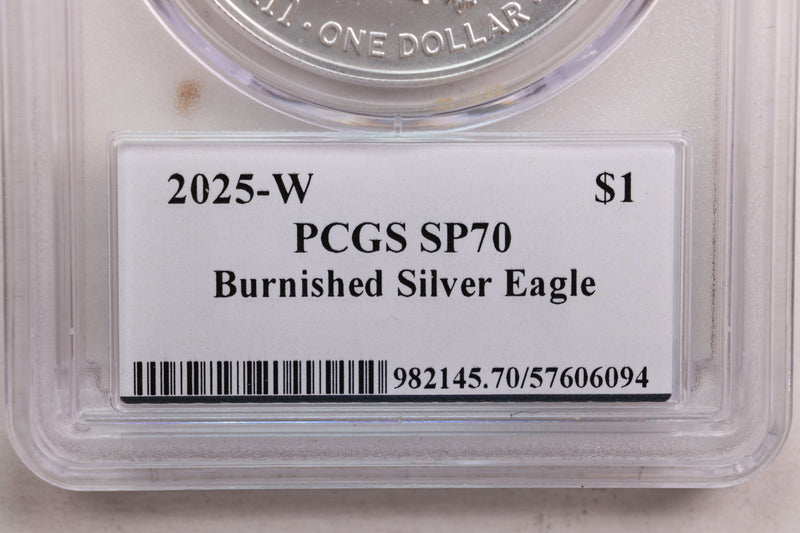 · ONE DOLLAR
2025-W $1
PCGS SP70
Burnished Silver Eagle
982145.70/57606094